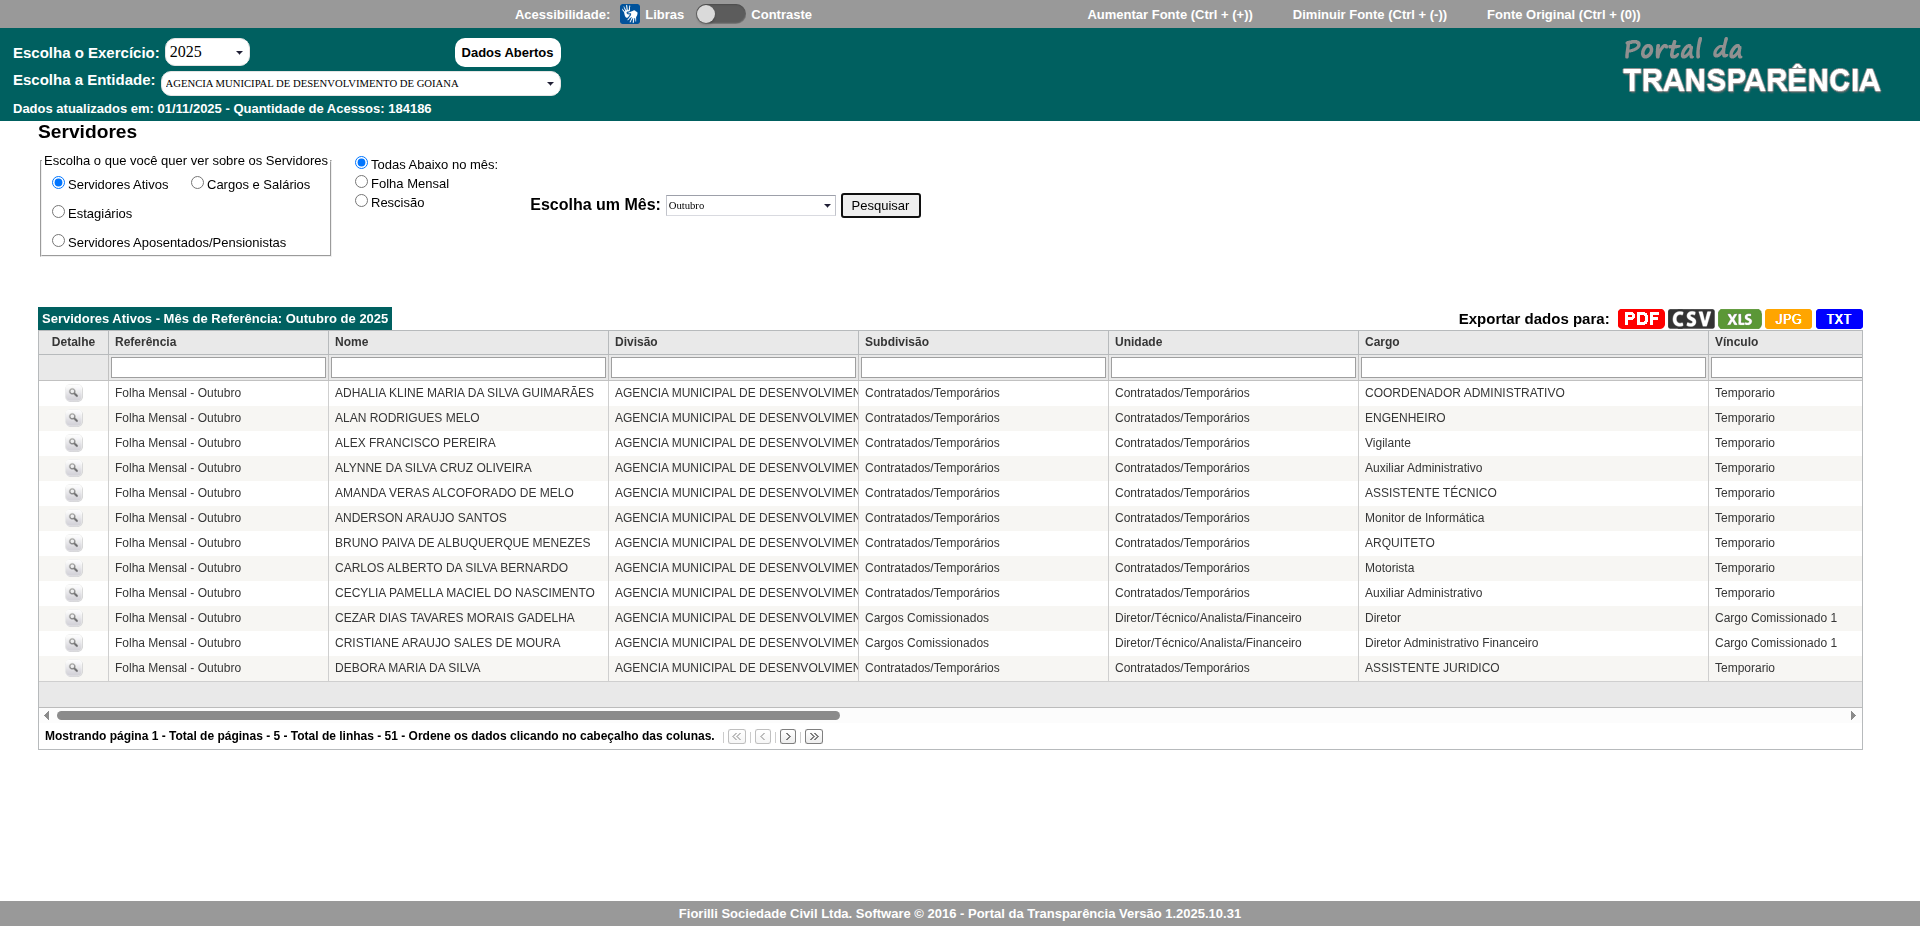 Acessibilidade: Libras Contraste Aumentar Fonte (Ctrl + (+)) Diminuir Fonte (Ctrl + (-)) Fonte Original (Ctrl + (0))
Escolha o Exercício: 2025 Dados Abertos
Escolha a Entidade: AGENCIA MUNICIPAL DE DESENVOLVIMENTO DE GOIANA
Dados atualizados em: 01/11/2025 - Quantidade de Acessos: 184186
Portal da
TRANSPARÊNCIA
Servidores
Escolha o que você quer ver sobre os Servidores
Servidores Ativos Cargos e Salários
Estagiários
Servidores Aposentados/Pensionistas
Todas Abaixo no mês:
Folha Mensal
Rescisão
Escolha um Mês: Outubro Pesquisar
Servidores Ativos - Mês de Referência: Outubro de 2025 Exportar dados para: PDF CSV XLS JPG TXT
Detalhe Referência Nome Divisão Subdivisão Unidade Cargo Vínculo
Folha Mensal - Outubro ADHALIA KLINE MARIA DA SILVA GUIMARÃES AGENCIA MUNICIPAL DE DESENVOLVIMEN Contratados/Temporários Contratados/Temporários COORDENADOR ADMINISTRATIVO Temporario
Folha Mensal - Outubro ALAN RODRIGUES MELO AGENCIA MUNICIPAL DE DESENVOLVIMEN Contratados/Temporários Contratados/Temporários ENGENHEIRO Temporario
Folha Mensal - Outubro ALEX FRANCISCO PEREIRA AGENCIA MUNICIPAL DE DESENVOLVIMEN Contratados/Temporários Contratados/Temporários Vigilante Temporario
Folha Mensal - Outubro ALYNNE DA SILVA CRUZ OLIVEIRA AGENCIA MUNICIPAL DE DESENVOLVIMEN Contratados/Temporários Contratados/Temporários Auxiliar Administrativo Temporario
Folha Mensal - Outubro AMANDA VERAS ALCOFORADO DE MELO AGENCIA MUNICIPAL DE DESENVOLVIMEN Contratados/Temporários Contratados/Temporários ASSISTENTE TÉCNICO Temporario
Folha Mensal - Outubro ANDERSON ARAUJO SANTOS AGENCIA MUNICIPAL DE DESENVOLVIMEN Contratados/Temporários Contratados/Temporários Monitor de Informática Temporario
Folha Mensal - Outubro BRUNO PAIVA DE ALBUQUERQUE MENEZES AGENCIA MUNICIPAL DE DESENVOLVIMEN Contratados/Temporários Contratados/Temporários ARQUITETO Temporario
Folha Mensal - Outubro CARLOS ALBERTO DA SILVA BERNARDO AGENCIA MUNICIPAL DE DESENVOLVIMEN Contratados/Temporários Contratados/Temporários Motorista Temporario
Folha Mensal - Outubro CECYLIA PAMELLA MACIEL DO NASCIMENTO AGENCIA MUNICIPAL DE DESENVOLVIMEN Contratados/Temporários Contratados/Temporários Auxiliar Administrativo Temporario
Folha Mensal - Outubro CEZAR DIAS TAVARES MORAIS GADELHA AGENCIA MUNICIPAL DE DESENVOLVIMEN Cargos Comissionados Diretor/Técnico/Analista/Financeiro Diretor Cargo Comissionado 1
Folha Mensal - Outubro CRISTIANE ARAUJO SALES DE MOURA AGENCIA MUNICIPAL DE DESENVOLVIMEN Cargos Comissionados Diretor/Técnico/Analista/Financeiro Diretor Administrativo Financeiro Cargo Comissionado 1
Folha Mensal - Outubro DEBORA MARIA DA SILVA AGENCIA MUNICIPAL DE DESENVOLVIMEN Contratados/Temporários Contratados/Temporários ASSISTENTE JURIDICO Temporario
Mostrando página 1 - Total de páginas - 5 - Total de linhas - 51 - Ordene os dados clicando no cabeçalho das colunas.
Fiorilli Sociedade Civil Ltda. Software © 2016 - Portal da Transparência Versão 1.2025.10.31